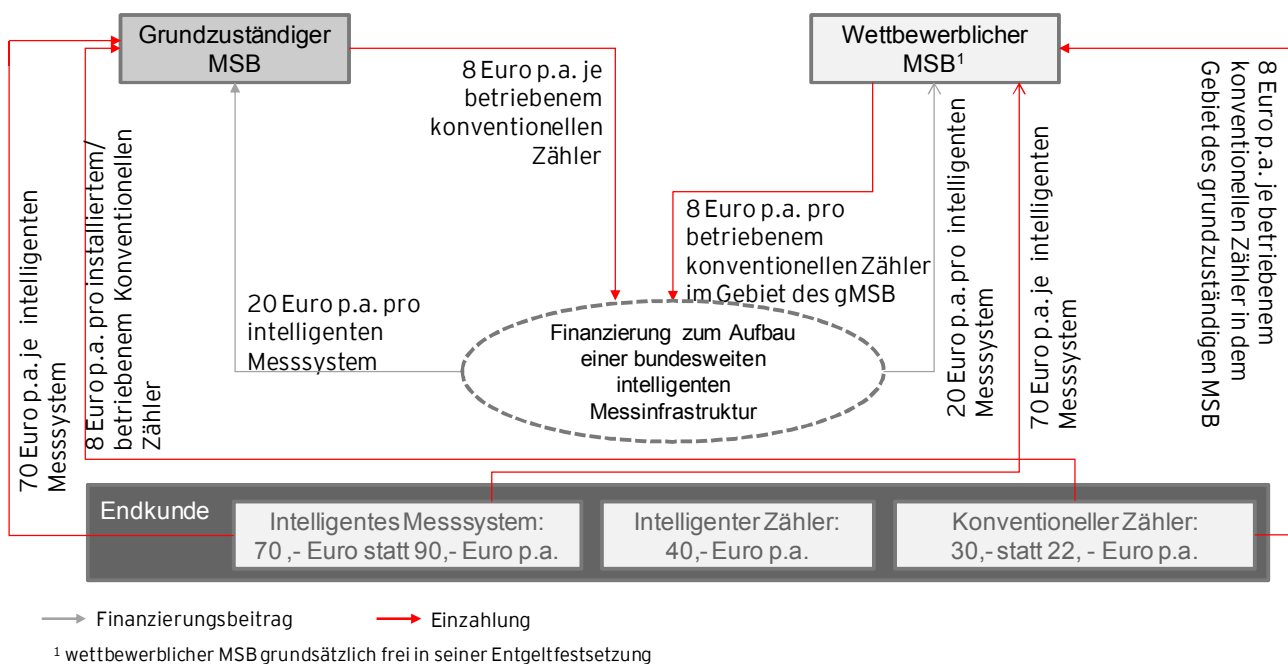 Grundzuständiger
MSB
Wettbewerblicher
MSB¹
8 Euro p.a. je
betriebenem
konventionellen
Zähler
8 Euro p.a. pro
betriebenem
konventionellen Zähler
im Gebiet des gMSB
20 Euro p.a. pro
intelligenten
Messsystem
70 Euro p.a. je intelligenten
Messsystem
8 Euro p.a. pro installiertem/
betriebenem Konventionellen
Zähler
20 Euro p.a. pro intelligenten
Messsystem
70 Euro p.a. je intelligenten
Messsystem
8 Euro p.a. je betriebenem
konventionellen Zähler in dem
Gebiet des grundzuständigen MSB
Finanzierung zum Aufbau
einer bundesweiten
intelligenten
Messinfrastruktur
Endkunde
Intelligentes Messsystem:
70 ,- Euro statt 90,- Euro p.a.
Intelligenter Zähler:
40,- Euro p.a.
Konventioneller Zähler:
30,- statt 22, - Euro p.a.
Finanzierungsbeitrag
Einzahlung
¹ wettbewerblicher MSB grundsätzlich frei in seiner Entgeltfestsetzung